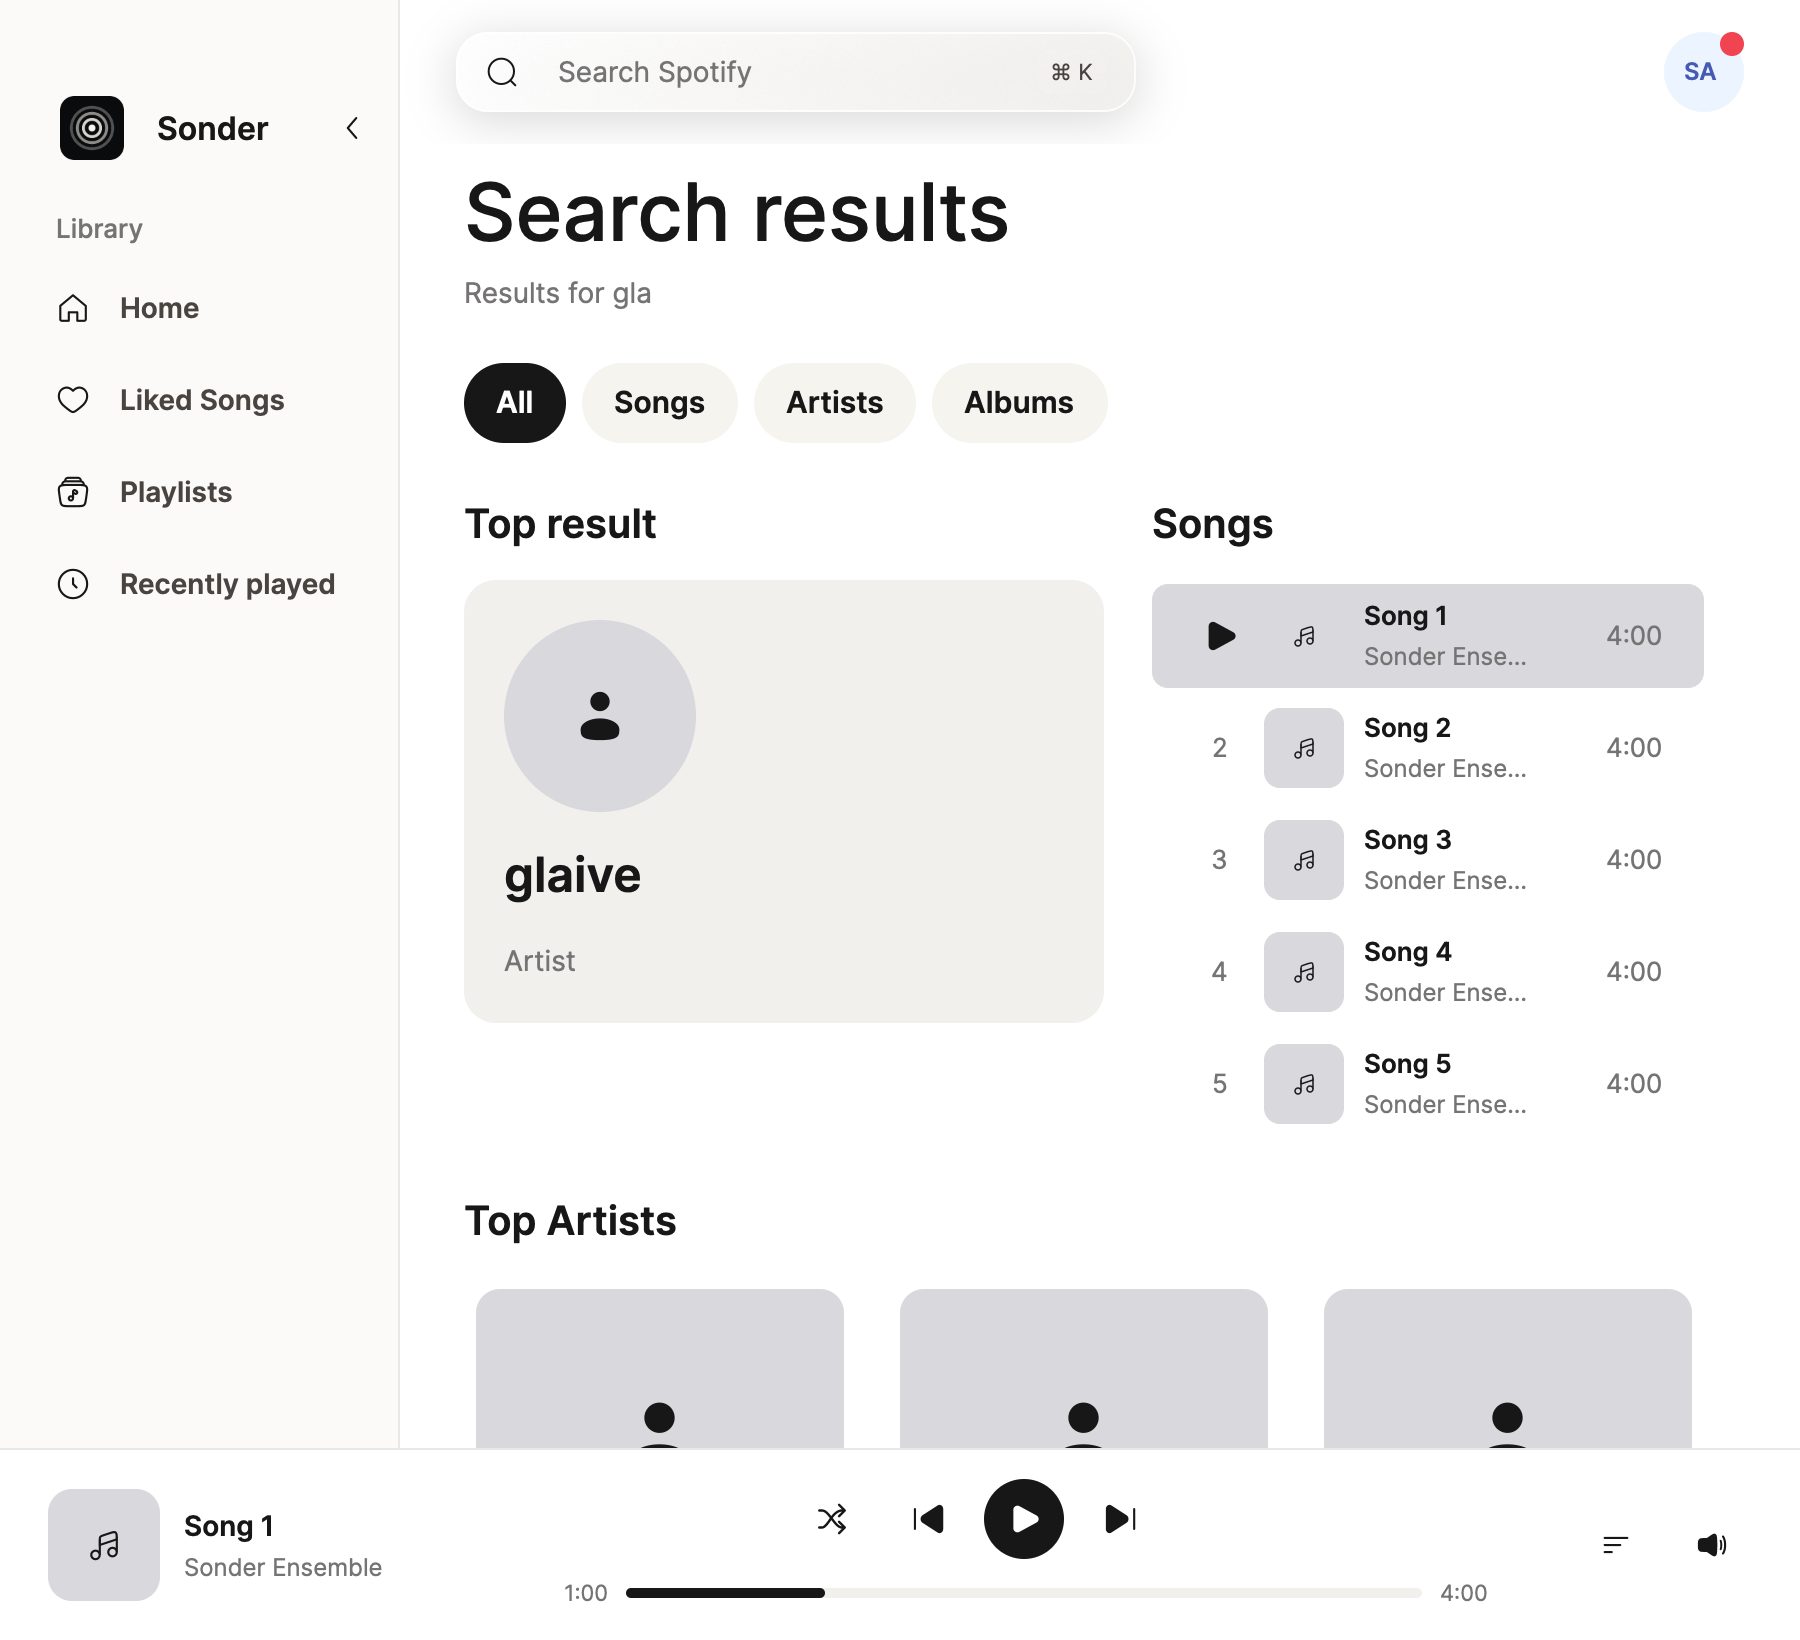 Sonder
Library
Home
Liked Songs
Playlists
Recently played
Search Spotify
⌘ K
SA
Search results
Results for gla
All
Songs
Artists
Albums
Top result
glaive
Artist
Songs
Song 1
Sonder Ense...
4:00
2
Song 2
Sonder Ense...
4:00
3
Song 3
Sonder Ense...
4:00
4
Song 4
Sonder Ense...
4:00
5
Song 5
Sonder Ense...
4:00
Top Artists
Song 1
Sonder Ensemble
1:00
4:00